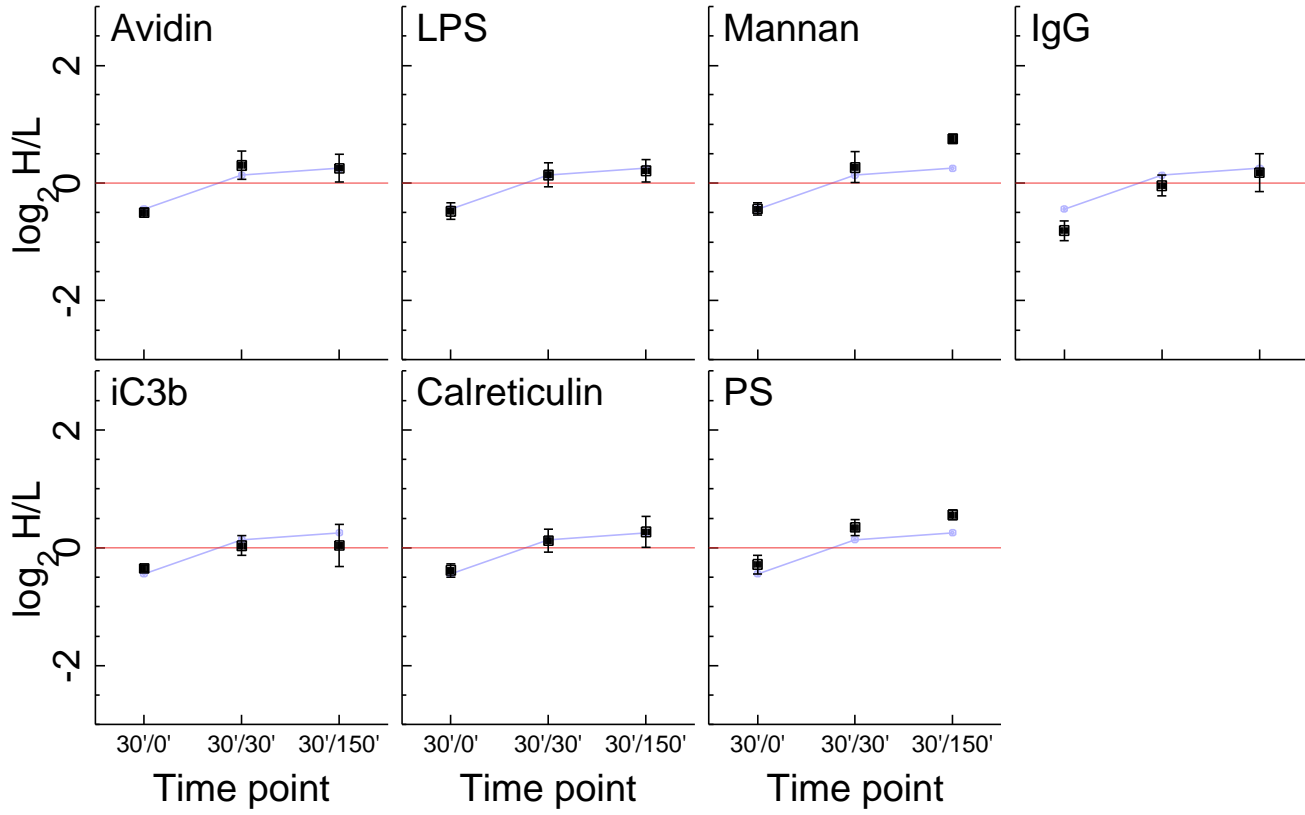 Avidin
LPS
Mannan
IgG
2
0
-2
log2 H/L
iC3b
Calreticulin
PS
2
0
-2
log2 H/L
30'/0' 30'/30' 30'/150'
30'/0' 30'/30' 30'/150'
30'/0' 30'/30' 30'/150'
Time point
Time point
Time point